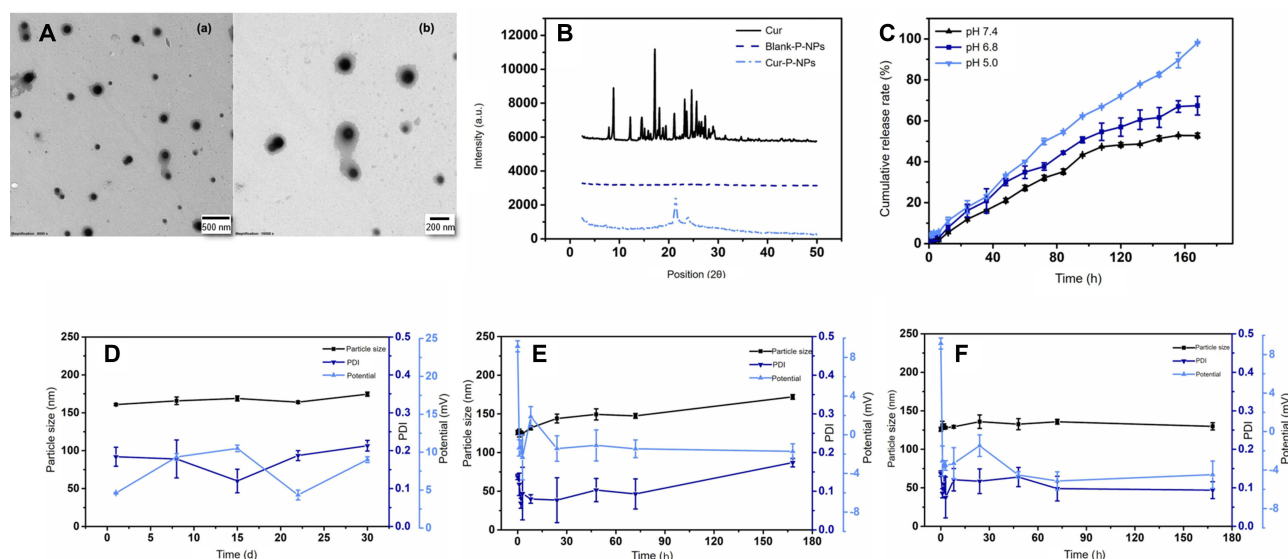 A
(a)
(b)
500 nm
200 nm
B
Cur
Blank-P-NPs
Cur-P-NPs
12000
10000
8000
6000
4000
2000
0
Intensity (a.u.)
0 10 20 30 40 50
Position (2θ)
C
pH 7.4
pH 6.8
pH 5.0
100
80
60
40
20
0
Cumulative release rate (%)
0 40 80 120 160
Time (h)
D
Particle size
PDI
Potential
250
200
150
100
50
0
Particle size (nm)
0.5
0.4
0.3
0.2
0.1
0.0
PDI
25
20
15
10
5
0
Potential (mV)
0 5 10 15 20 25 30
Time (d)
E
Particle size
PDI
Potential
250
200
150
100
50
0
Particle size (nm)
0.5
0.4
0.3
0.2
0.1
0.0
PDI
8
4
0
-4
-8
Potential (mV)
0 30 60 90 120 150 180
Time (h)
F
Particle size
PDI
Potential
250
200
150
100
50
0
Particle size (nm)
0.5
0.4
0.3
0.2
0.1
0.0
PDI
8
4
0
-4
-8
Potential (mV)
0 30 60 90 120 150 180
Time (h)